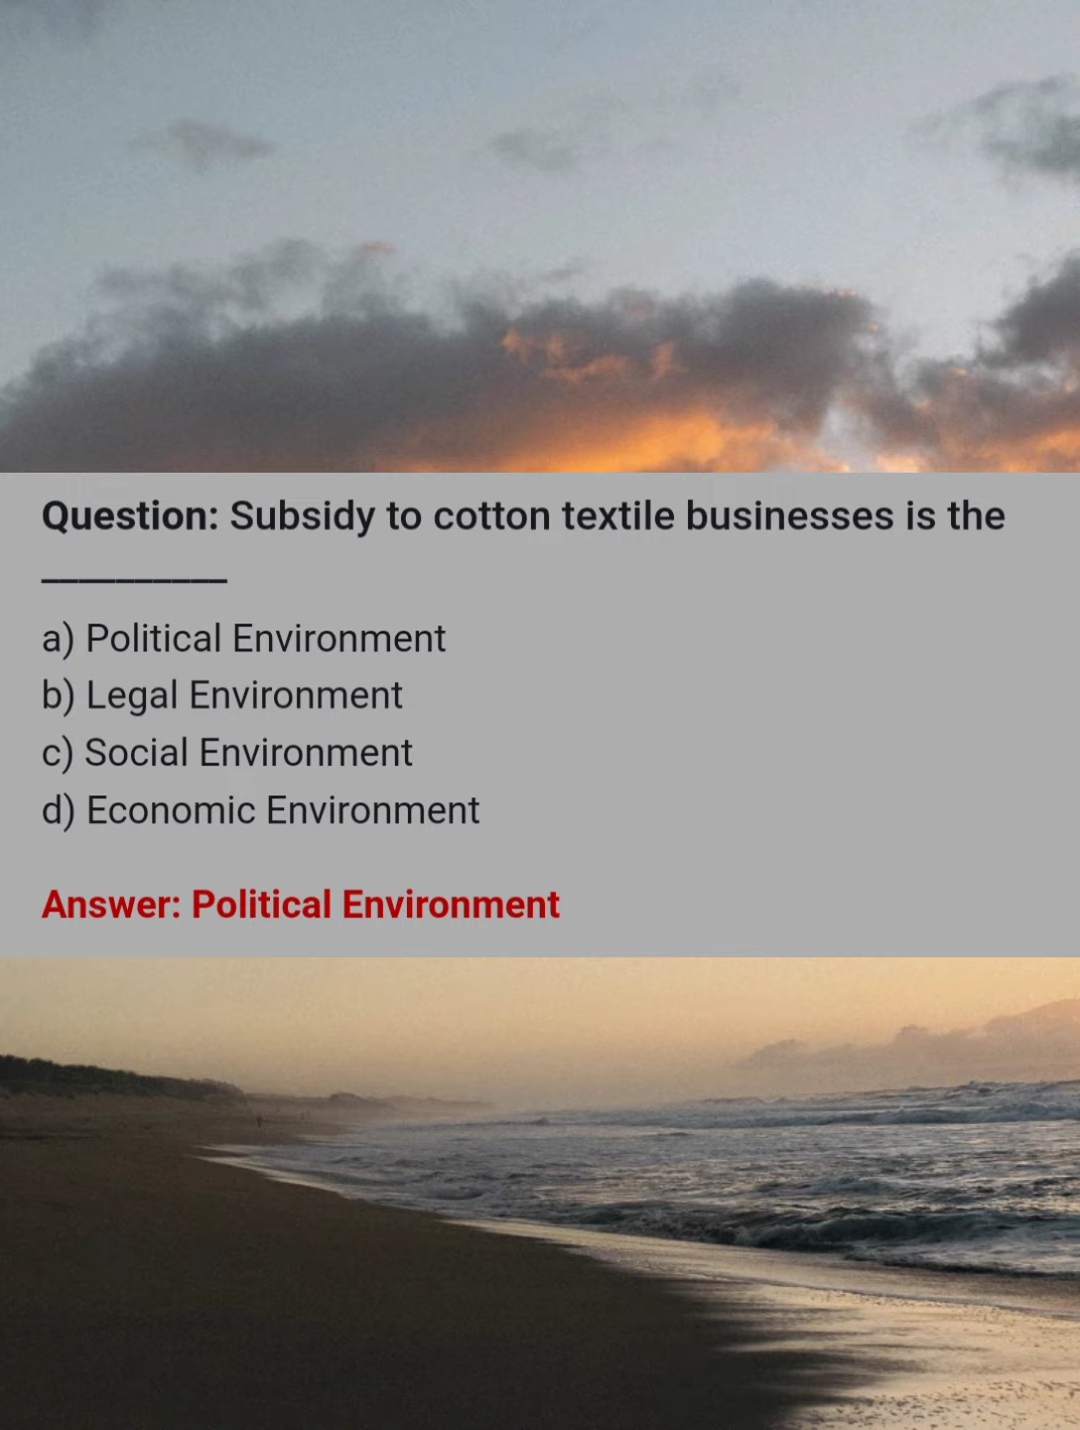 Question: Subsidy to cotton textile businesses is the
__________
a) Political Environment
b) Legal Environment
c) Social Environment
d) Economic Environment
Answer: Political Environment